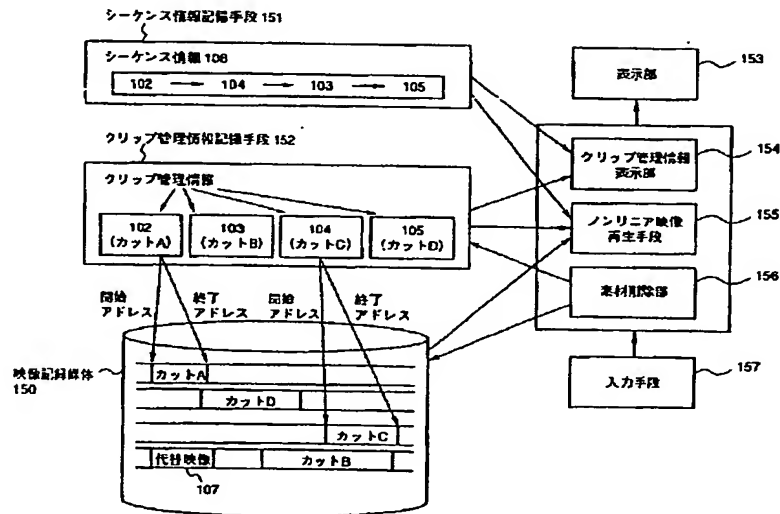 シーケンス情報記憶手段 151
シーケンス情報 106
102 → 104 → 103 → 105
クリップ管理情報記憶手段 152
クリップ管理情報
102
(カットA)
103
(カットB)
104
(カットC)
105
(カットD)
開始
アドレス
終了
アドレス
開始
アドレス
終了
アドレス
映像記録媒体
150
カットA
カットD
カットC
代替映像
カットB
107
表示部
153
クリップ管理情報
表示部
154
ノンリニア映像
再生手段
155
素材削除部
156
入力手段
157